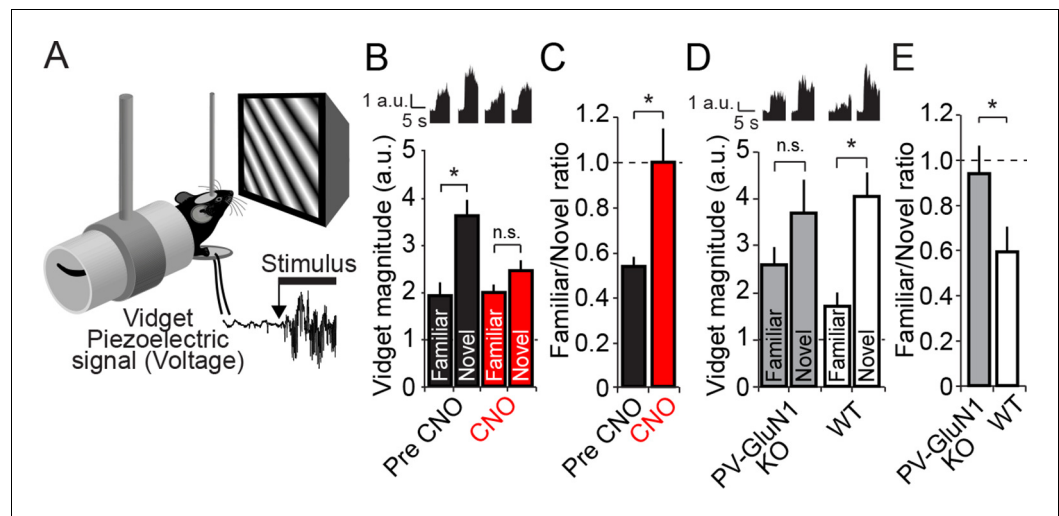 A
Stimulus
Vidget
Piezoelectric
signal (Voltage)
B
1 a.u.
5 s
Vidget magnitude (a.u.)
5
4
3
2
1
0
*
n.s.
Familiar
Novel
Familiar
Novel
Pre CNO
CNO
C
Familiar/Novel ratio
1.2
1.0
0.8
0.6
0.4
0.2
0
*
Pre CNO
CNO
D
1 a.u.
5 s
Vidget magnitude (a.u.)
5
4
3
2
1
0
n.s.
*
Familiar
Novel
Familiar
Novel
PV-GluN1
KO
WT
E
Familiar/Novel ratio
1.2
1.0
0.8
0.6
0.4
0.2
0
*
PV-GluN1
KO
WT